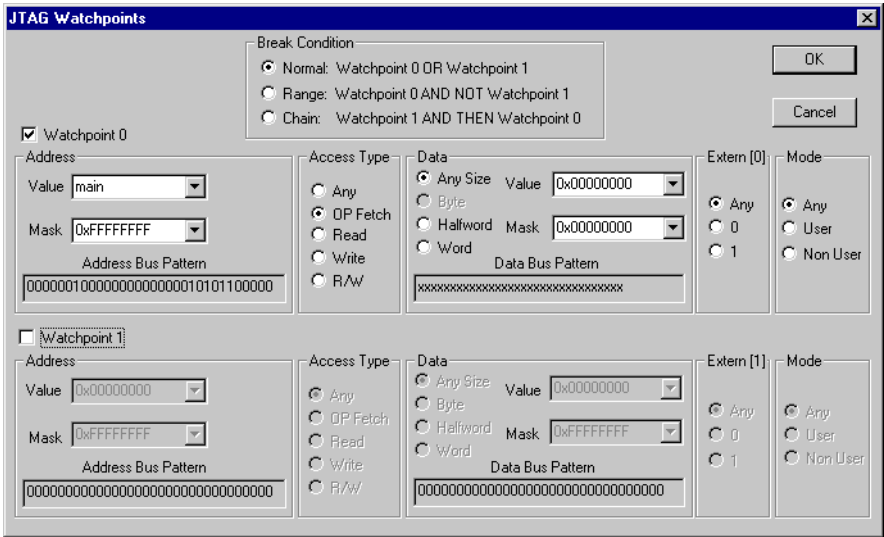 JTAG Watchpoints
Break Condition
Normal: Watchpoint 0 OR Watchpoint 1
Range: Watchpoint 0 AND NOT Watchpoint 1
Chain: Watchpoint 1 AND THEN Watchpoint 0
OK
Cancel
Watchpoint 0
Address
Value main
Mask 0xFFFFFFFF
Address Bus Pattern
00000010000000000000010101100000
Access Type
Any
OP Fetch
Read
Write
R/W
Data
Any Size
Byte
Halfword
Word
Value 0x00000000
Mask 0x00000000
Data Bus Pattern
xxxxxxxxxxxxxxxxxxxxxxxxxxxxxxxx
Extern [0]
Any
0
1
Mode
Any
User
Non User
Watchpoint 1
Address
Value 0x00000000
Mask 0xFFFFFFFF
Address Bus Pattern
00000000000000000000000000000000
Access Type
Any
OP Fetch
Read
Write
R/W
Data
Any Size
Byte
Halfword
Word
Value 0x00000000
Mask 0xFFFFFFFF
Data Bus Pattern
00000000000000000000000000000000
Extern [1]
Any
0
1
Mode
Any
User
Non User